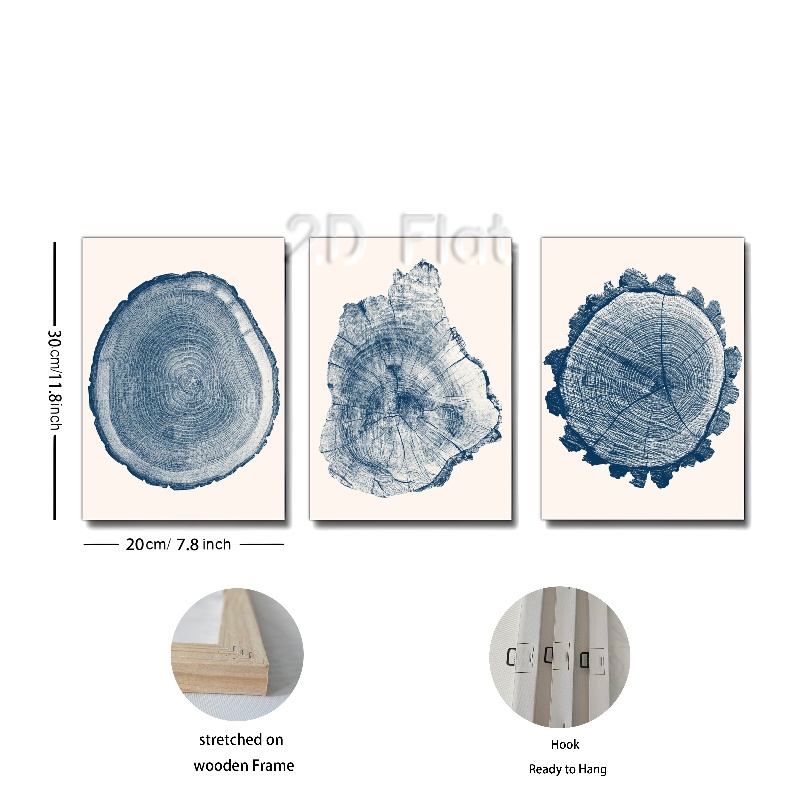 2D Flat
30cm/11.8inch
20cm/ 7.8 inch
stretched on
wooden Frame
Hook
Ready to Hang